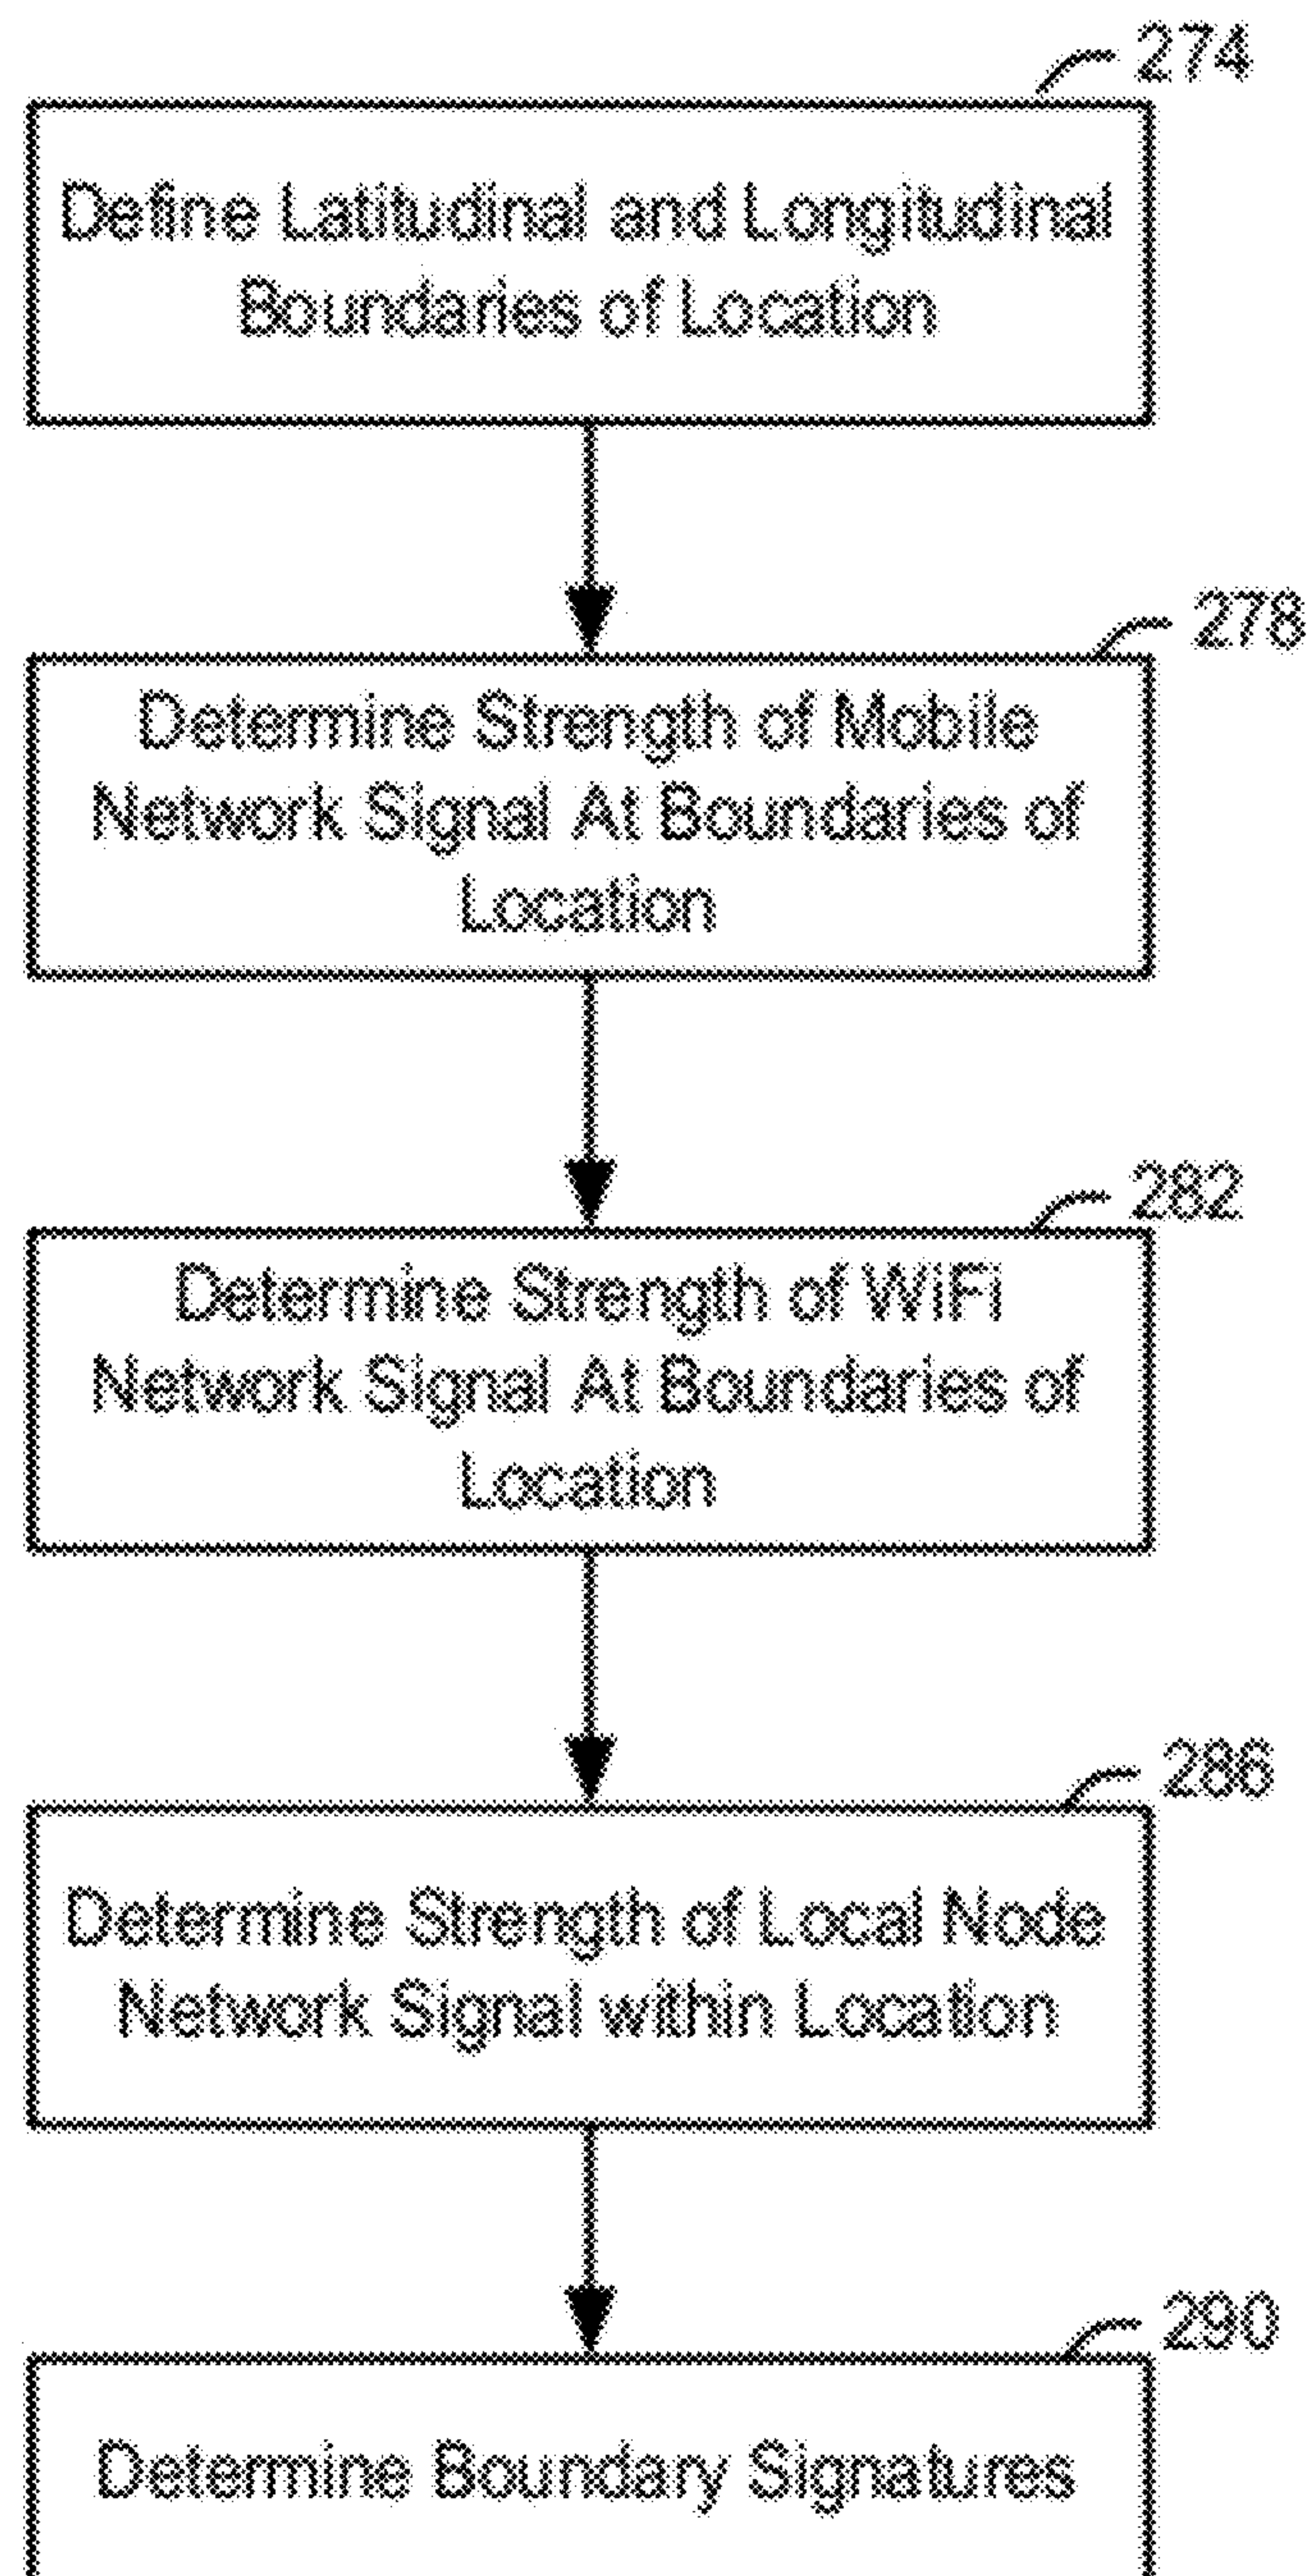 274
Define Latitudinal and Longitudinal
Boundaries of Location
278
Determine Strength of Mobile
Network Signal At Boundaries of
Location
282
Determine Strength of WiFi
Network Signal At Boundaries of
Location
286
Determine Strength of Local Node
Network Signal within Location
290
Determine Boundary Signatures